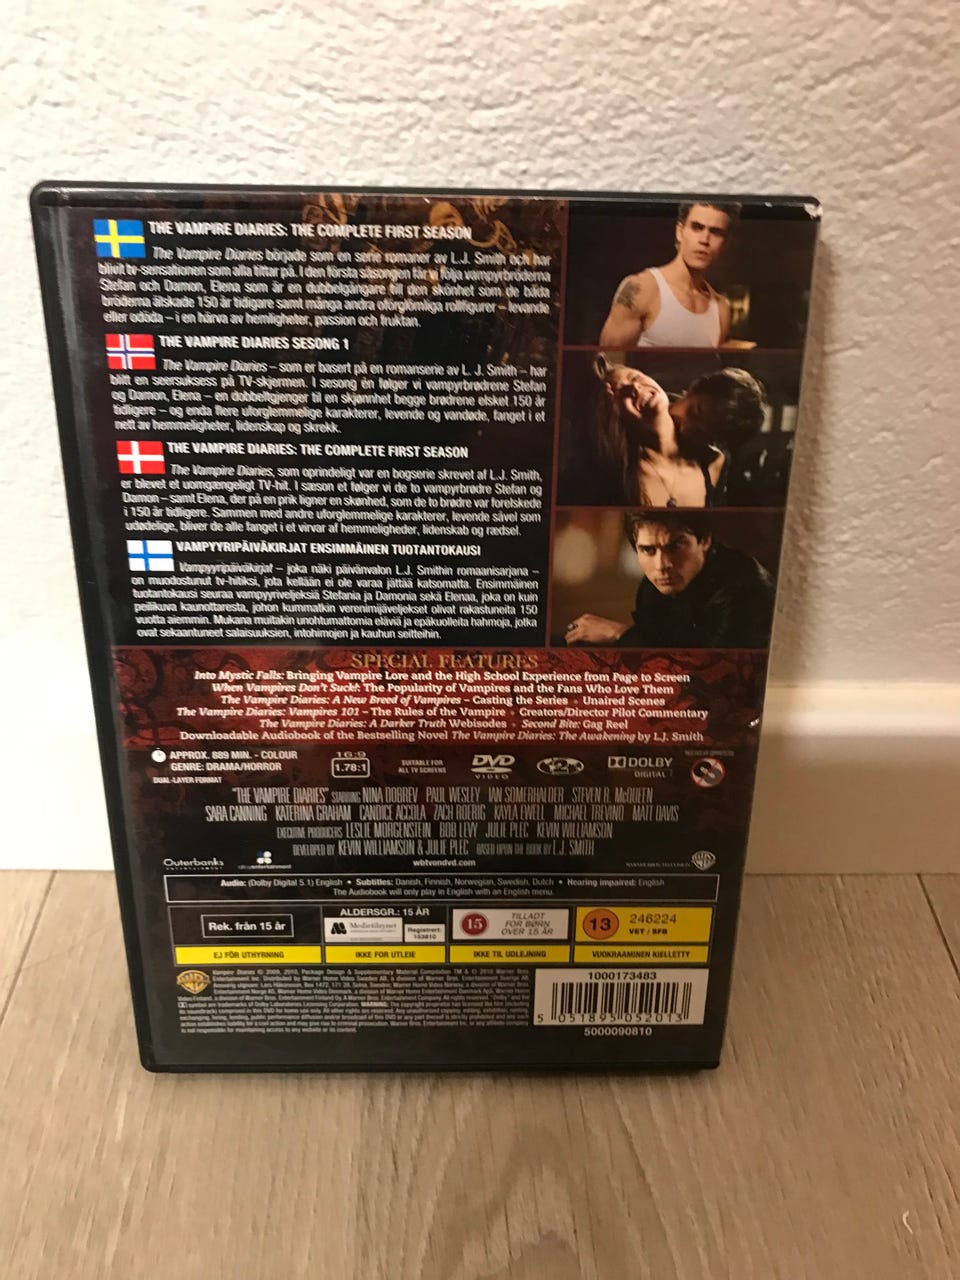 THE VAMPIRE DIARIES: THE COMPLETE FIRST SEASON
The Vampire Diaries började som en serie romaner av L.J. Smith och har
blivit tv-sensationen som alla tittar på. I den första säsongen får vi följa vampyrbröderna
Stefan och Damon, Elena som är en dubbelgångare till den skönhet som de båda
bröderna älskade 150 år tidigare samt många andra oförglömliga rollfigurer – levande
eller odöda – i en härva av hemligheter, passion och fruktan.
THE VAMPIRE DIARIES SESONG 1
The Vampire Diaries – som er basert på en romanserie av L. J. Smith – har
blitt en seersuksess på TV-skjermen. I sesong én følger vi vampyrbrødrene Stefan
og Damon, Elena – en dobbeltgjenger til en skjønnhet begge brødrene elsket 150 år
tidligere – og enda flere uforglemmelige karakterer, levende og vandøde, fanget i et
nett av hemmeligheter, lidenskap og skrekk.
THE VAMPIRE DIARIES: THE COMPLETE FIRST SEASON
The Vampire Diaries, som oprindeligt var en bogserie skrevet af L.J. Smith,
er blevet et uomgængeligt TV-hit. I sæson et følger vi de to vampyrbrødre Stefan og
Damon – samt Elena, der på en prik ligner en skønhed, som de to brødre var forelskede
i 150 år tidligere. Sammen med andre uforglemmelige karakterer, levende såvel som
udødelige, bliver de alle fanget i et virvar af hemmeligheder, lidenskab og rædsel.
VAMPYYRIPÄIVÄKIRJAT ENSIMMÄINEN TUOTANTOKAUSI
Vampyyripäiväkirjat – joka näki päivänvalon L.J. Smithin romaanisarjana –
on muodostunut tv-hitiksi, jota kellään ei ole varaa jättää katsomatta. Ensimmäinen
tuotantokausi seuraa vampyyriveljeksiä Stefania ja Damonia sekä Elenaa, joka on kuin
peilikuva kaunottaresta, johon kummatkin verenimijäveljekset olivat rakastuneita 150
vuotta aiemmin. Mukana muitakin unohtumattomia eläviä ja epäkuolleita hahmoja, jotka
ovat sekaantuneet salaisuuksien, intohimojen ja kauhun seitteihin.
SPECIAL FEATURES
Into Mystic Falls: Bringing Vampire Lore and the High School Experience from Page to Screen
When Vampires Don't Suck!: The Popularity of Vampires and the Fans Who Love Them
The Vampire Diaries: A New Breed of Vampires – Casting the Series • Unaired Scenes
The Vampire Diaries: Vampires 101 – The Rules of the Vampire • Creators/Director Pilot Commentary
The Vampire Diaries: A Darker Truth Webisodes • Second Bite: Gag Reel
Downloadable Audiobook of the Bestselling Novel The Vampire Diaries: The Awakening by L.J. Smith
APPROX. 889 MIN. - COLOUR
GENRE: DRAMA/HORROR
DUAL-LAYER FORMAT
16:9
1.78:1
SUITABLE FOR
ALL TV SCREENS
DVD
VIDEO
2
DOLBY
DIGITAL
"THE VAMPIRE DIARIES" STARRING NINA DOBREV PAUL WESLEY IAN SOMERHALDER STEVEN R. McQUEEN
SARA CANNING KATERINA GRAHAM CANDICE ACCOLA ZACH ROERIG KAYLA EWELL MICHAEL TREVINO MATT DAVIS
EXECUTIVE PRODUCERS LESLIE MORGENSTEIN BOB LEVY JULIE PLEC KEVIN WILLIAMSON
DEVELOPED BY KEVIN WILLIAMSON & JULIE PLEC BASED UPON THE BOOK BY L.J. SMITH
Outerbanks
ENTERTAINMENT
alloyentertainment
wbtvondvd.com
WARNER BROS. TELEVISION
Audio: (Dolby Digital 5.1) English • Subtitles: Danish, Finnish, Norwegian, Swedish, Dutch • Hearing impaired: English
The Audiobook will only play in English with an English menu.
Rek. från 15 år
ALDERSGR.: 15 ÅR
Medietilsynet
Registrert:
153810
15
TILLADT
FOR BØRN
OVER 15 ÅR
13
246224
VET / SFB
EJ FÖR UTHYRNING
IKKE FOR UTLEIE
IKKE TIL UDLEJNING
VUOKRAAMINEN KIELLETTY
1000173483
5 051895 052013
5000090810